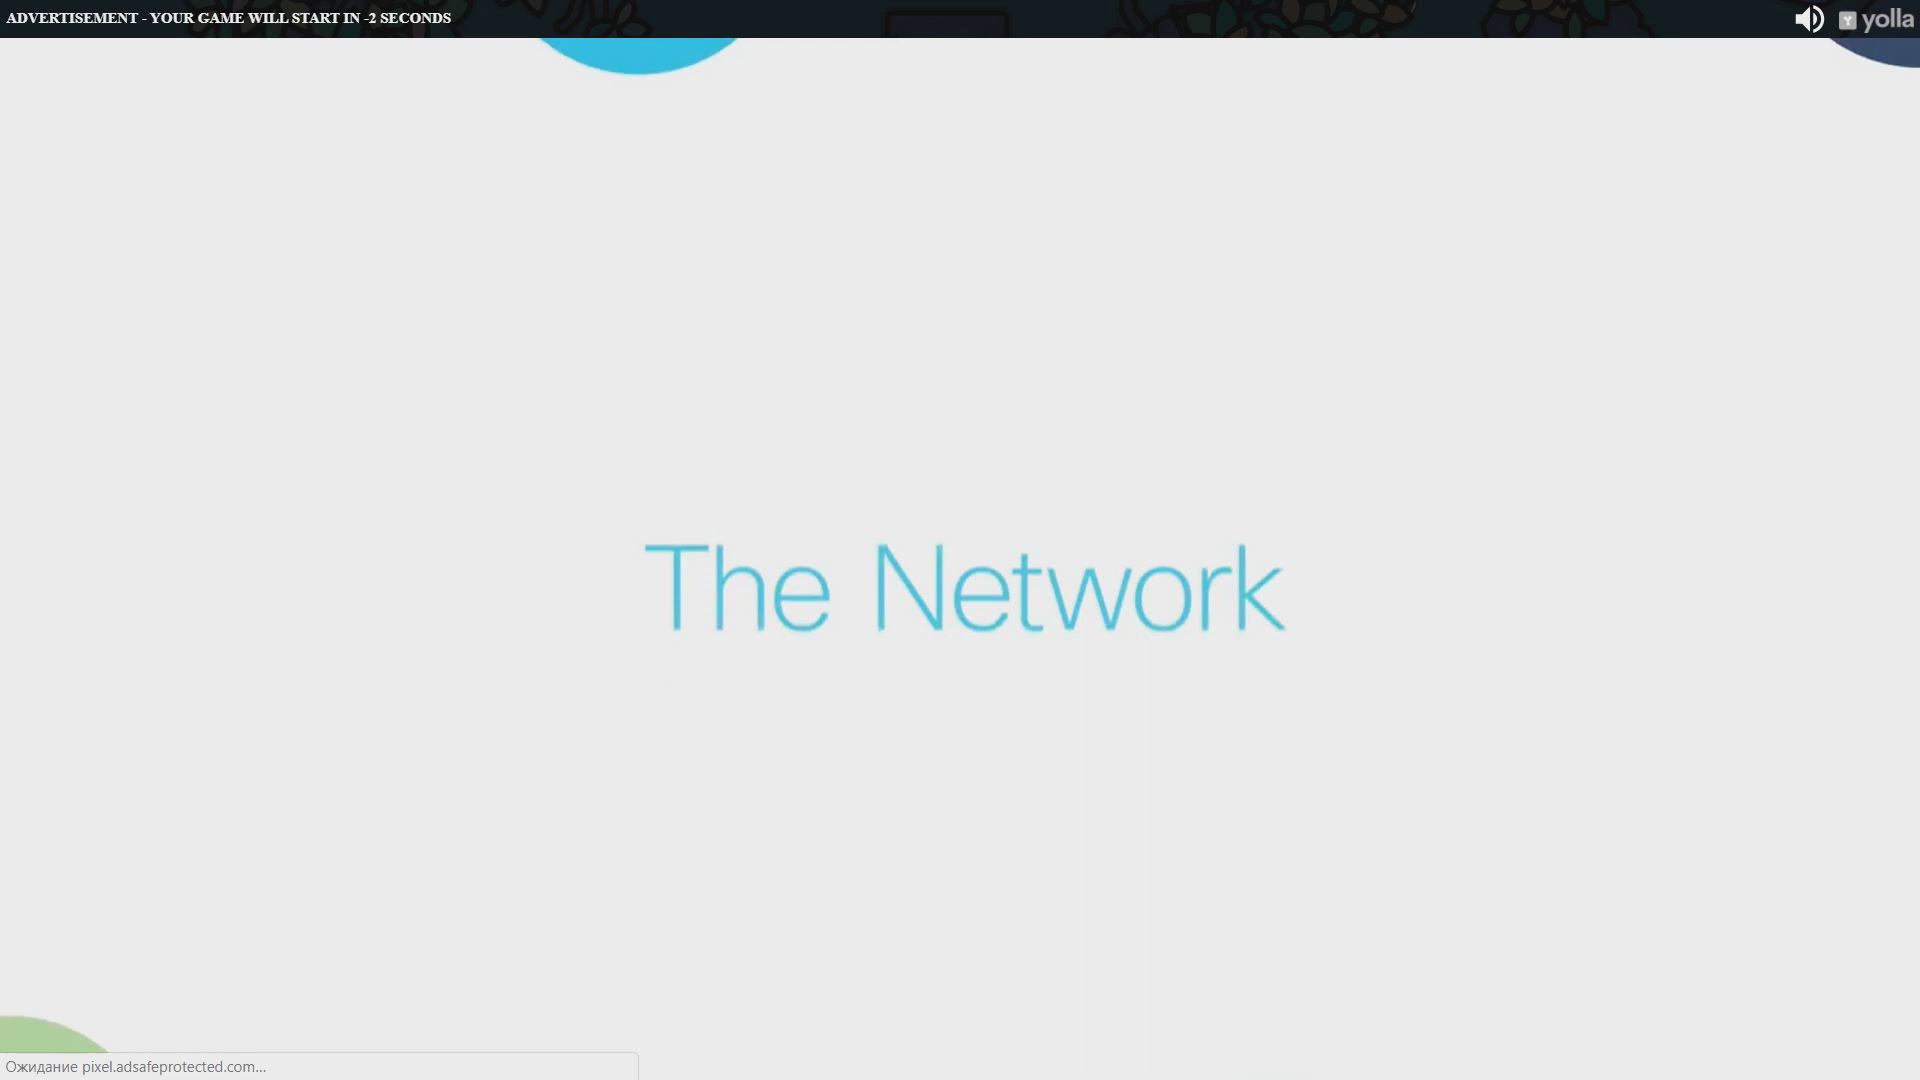 ADVERTISEMENT - YOUR GAME WILL START IN -2 SECONDS
Y yolla
The Network
Ожидание pixel.adsafeprotected.com...